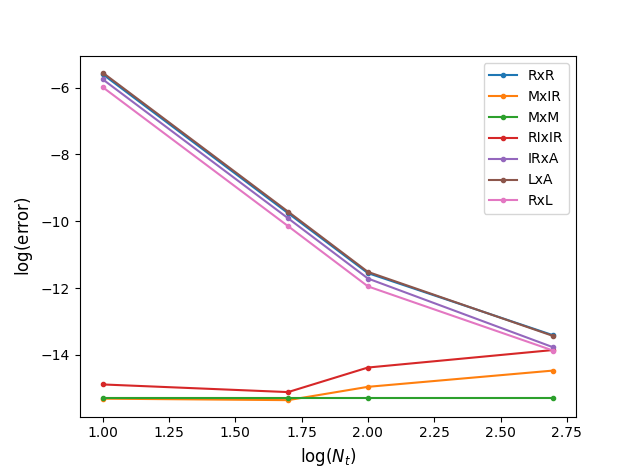 −6
−8
−10
−12
−14
log(error)
1.00
1.25
1.50
1.75
2.00
2.25
2.50
2.75
log(N_t)
RxR
MxIR
MxM
RIxIR
IRxA
LxA
RxL